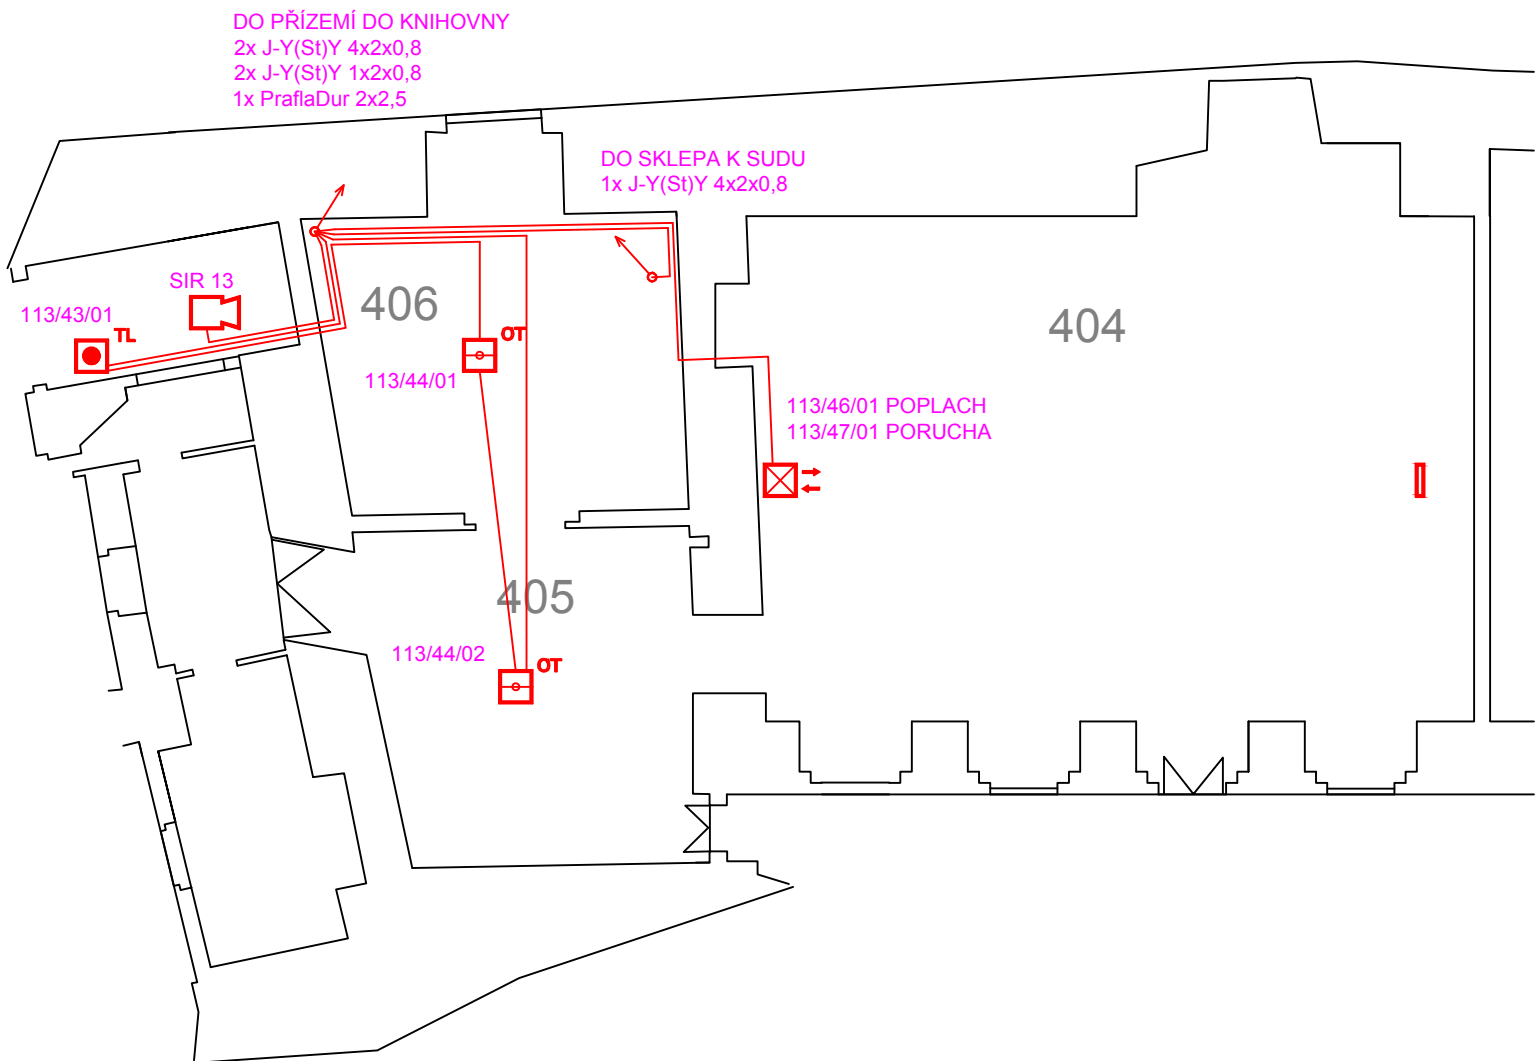 DO PŘÍZEMÍ DO KNIHOVNY
2x J-Y(St)Y 4x2x0,8
2x J-Y(St)Y 1x2x0,8
1x PraflaDur 2x2,5
DO SKLEPA K SUDU
1x J-Y(St)Y 4x2x0,8
SIR 13
113/43/01
TL
406
404
OT
113/44/01
113/46/01 POPLACH
113/47/01 PORUCHA
405
113/44/02
OT